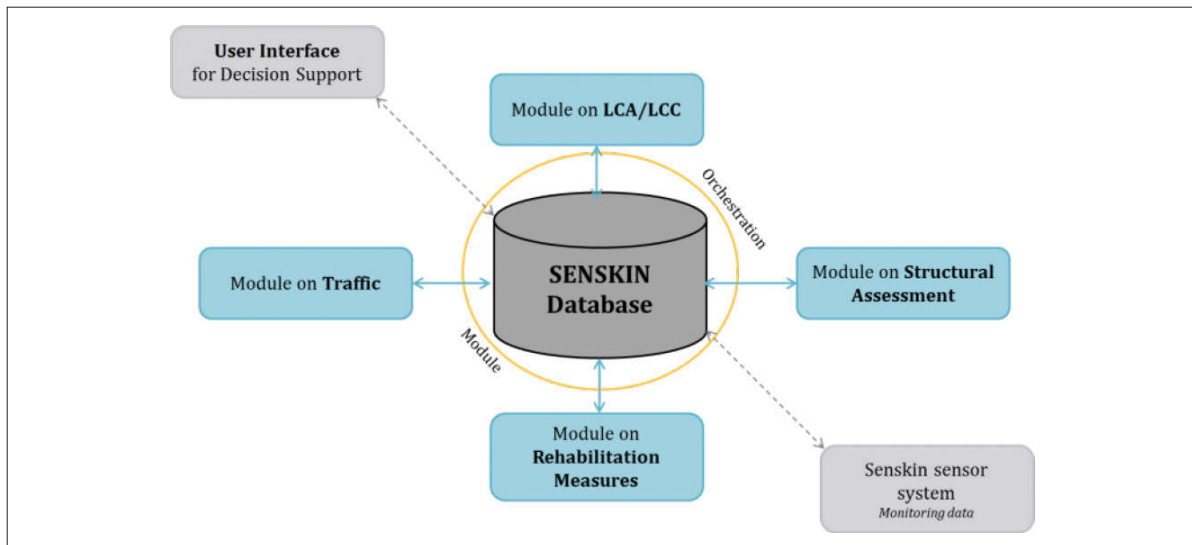 User Interface
for Decision Support
Module on LCA/LCC
Orchestration
Module on Traffic
SENSKIN
Database
Module on Structural
Assessment
Module
Module on
Rehabilitation
Measures
Senskin sensor
system
Monitoring data